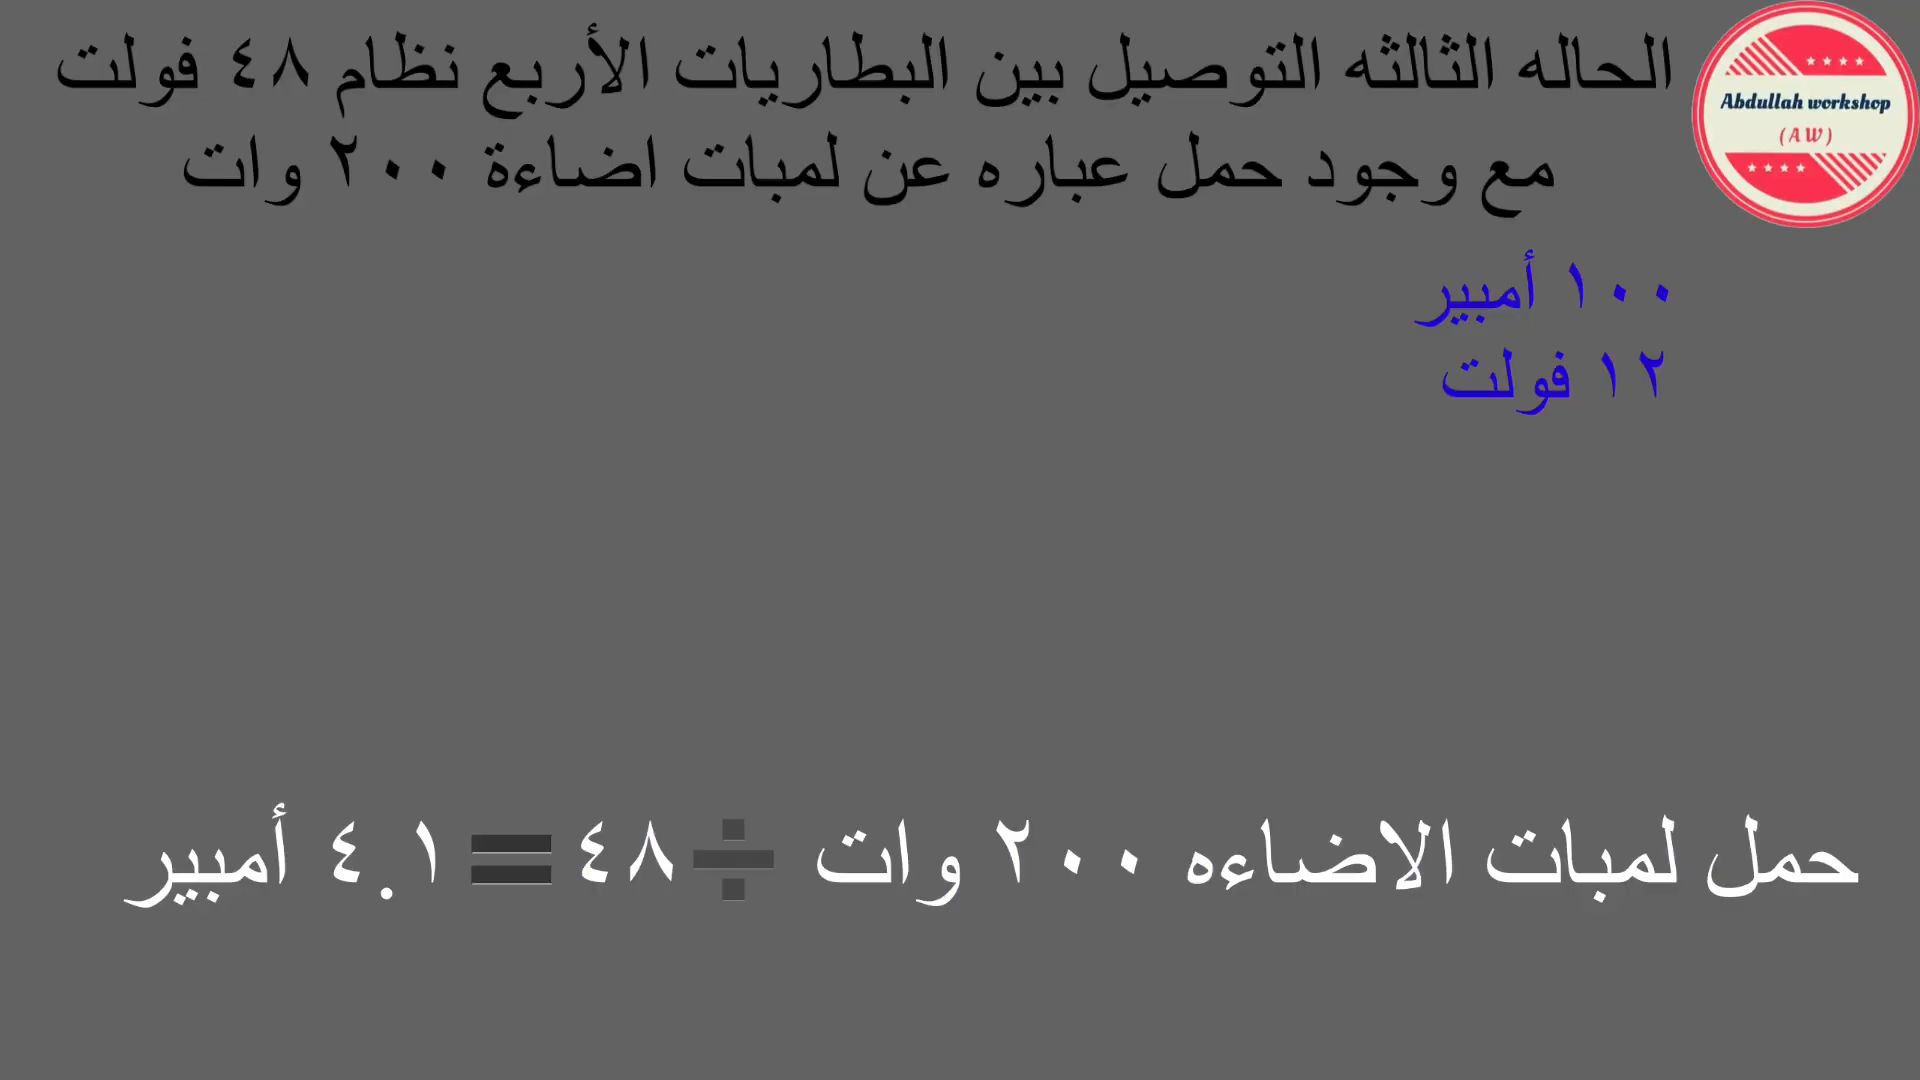 الحاله الثالثه التوصيل بين البطاريات الأربع نظام ٤٨ فولت
مع وجود حمل عباره عن لمبات اضاءة ٢٠٠ وات
Abdullah workshop
(AW)
١٠٠ أمبير
١٢ فولت
حمل لمبات الاضاءه ٢٠٠ وات ÷ ٤٨ = ٤.١ أمبير